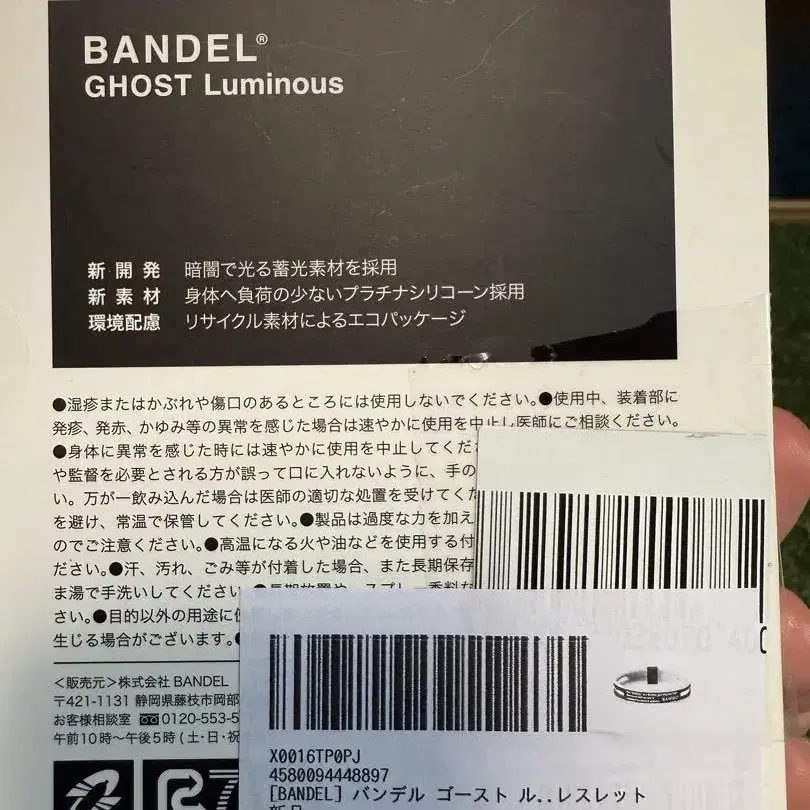 BANDEL®
GHOST Luminous
新開発 暗闇で光る蓄光素材を採用
新素材 身体へ負荷の少ないプラチナシリコーン採用
環境配慮 リサイクル素材によるエコパッケージ
●湿疹またはかぶれや傷口のあるところには使用しないでください。●使用中、装着部に
発疹、発赤、かゆみ等の異常を感じた場合は速やかに使用を中止し医師にご相談ください。
●身体に異常を感じた時には速やかに使用を中止してくだ
や監督を必要とされる方が誤って口に入れないように、手の
い。万が一飲み込んだ場合は医師の適切な処置を受けてくだ
を避け、常温で保管してください。●製品は過度な力を加え
のでご注意ください。●高温になる火や油などを使用する付
ださい。●汗、汚れ、ごみ等が付着した場合、また長期保存
ま湯で手洗いしてください。●長期放置や、スプレー香料な
さい。●目的以外の用途に使
生じる場合がございます。●
＜販売元＞株式会社 BANDEL
〒421-1131 静岡県藤枝市岡部
お客様相談室 0120-553-5
午前10時～午後5時(土・日・祝
X0016TP0PJ
4580094448897
[BANDEL] バンデル ゴースト ル..レスレット
新品